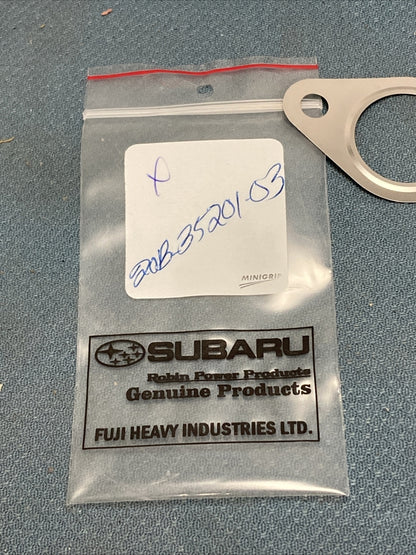 X
20B-35201-03
MINIGRIP
SUBARU
Robin Power Products
Genuine Products
FUJI HEAVY INDUSTRIES LTD.